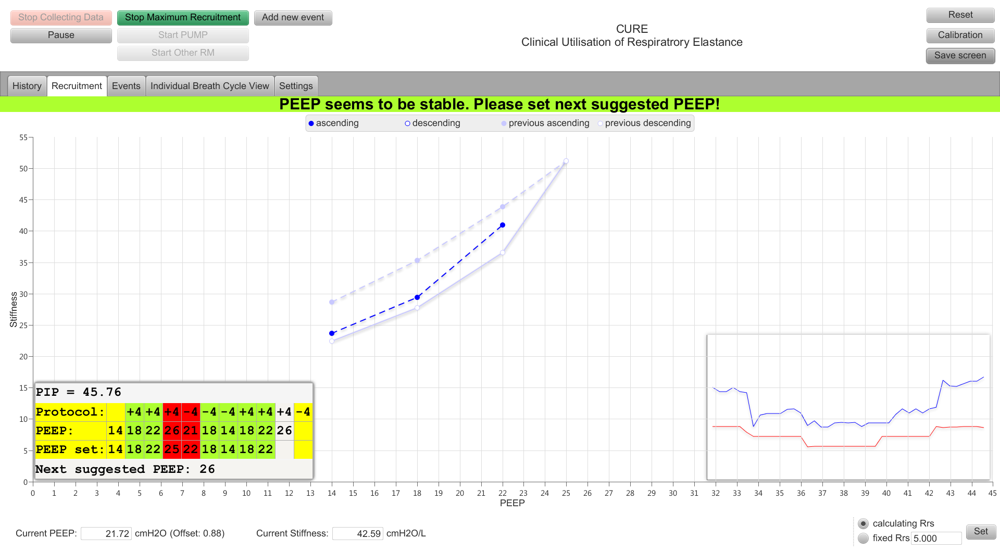 Stop Collecting Data
Stop Maximum Recruitment
Add new event
Pause
Start PUMP
Start Other RM
CURE
Clinical Utilisation of Respiratrory Elastance
Reset
Calibration
Save screen
History
Recruitment
Events
Individual Breath Cycle View
Settings
PEEP seems to be stable. Please set next suggested PEEP!
ascending
descending
previous ascending
previous descending
55
50
45
40
35
30
25
20
15
10
5
0
Stiffness
PIP = 45.76
Protocol: +4 +4 +4 -4 -4 -4 +4 +4 +4 -4
PEEP: 14 18 22 26 21 18 14 18 22 26
PEEP set: 14 18 22 25 22 18 14 18 22
Next suggested PEEP: 26
0 1 2 3 4 5 6 7 8 9 10 11 12 13 14 15 16 17 18 19 20 21 22 23 24 25 26 27 28 29 30 31 32 33 34 35 36 37 38 39 40 41 42 43 44 45
PEEP
Current PEEP: 21.72 cmH2O (Offset: 0.88)
Current Stiffness: 42.59 cmH2O/L
calculating Rrs
fixed Rrs 5.000
Set